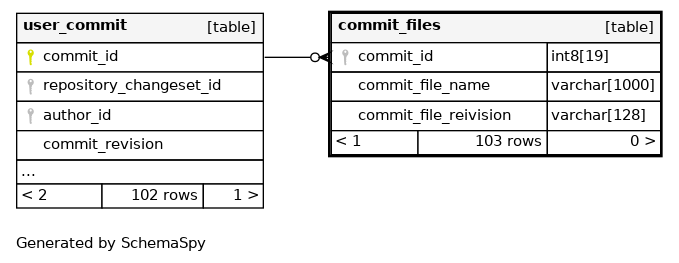 user_commit [table]
commit_id
repository_changeset_id
author_id
commit_revision
...
< 2 102 rows 1 >
commit_files [table]
commit_id int8[19]
commit_file_name varchar[1000]
commit_file_reivision varchar[128]
< 1 103 rows 0 >
Generated by SchemaSpy